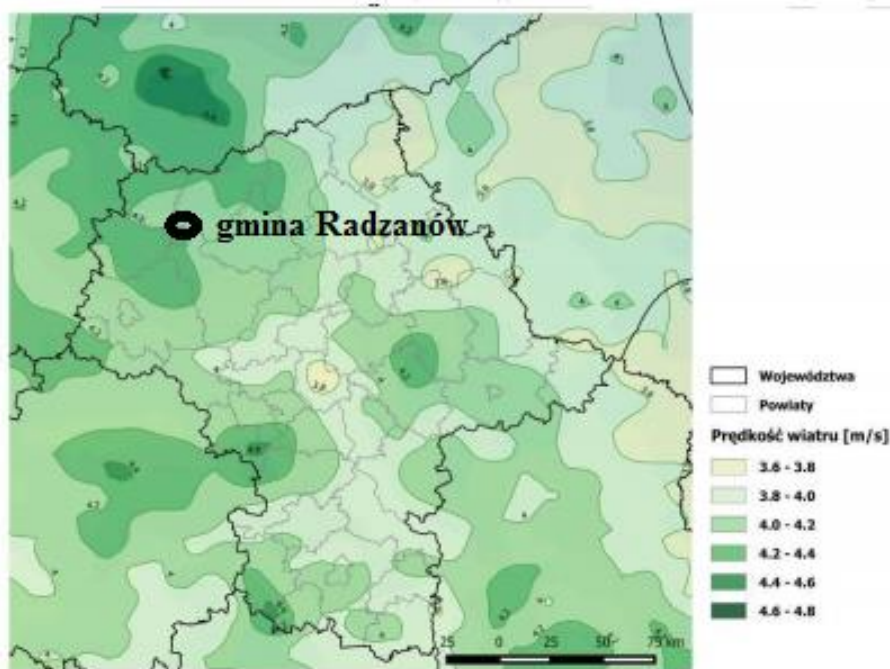 gmina Radzanów
Województwa
Powiaty
Prędkość wiatru [m/s]
3.6 - 3.8
3.8 - 4.0
4.0 - 4.2
4.2 - 4.4
4.4 - 4.6
4.6 - 4.8
25 0 25 50 75 km